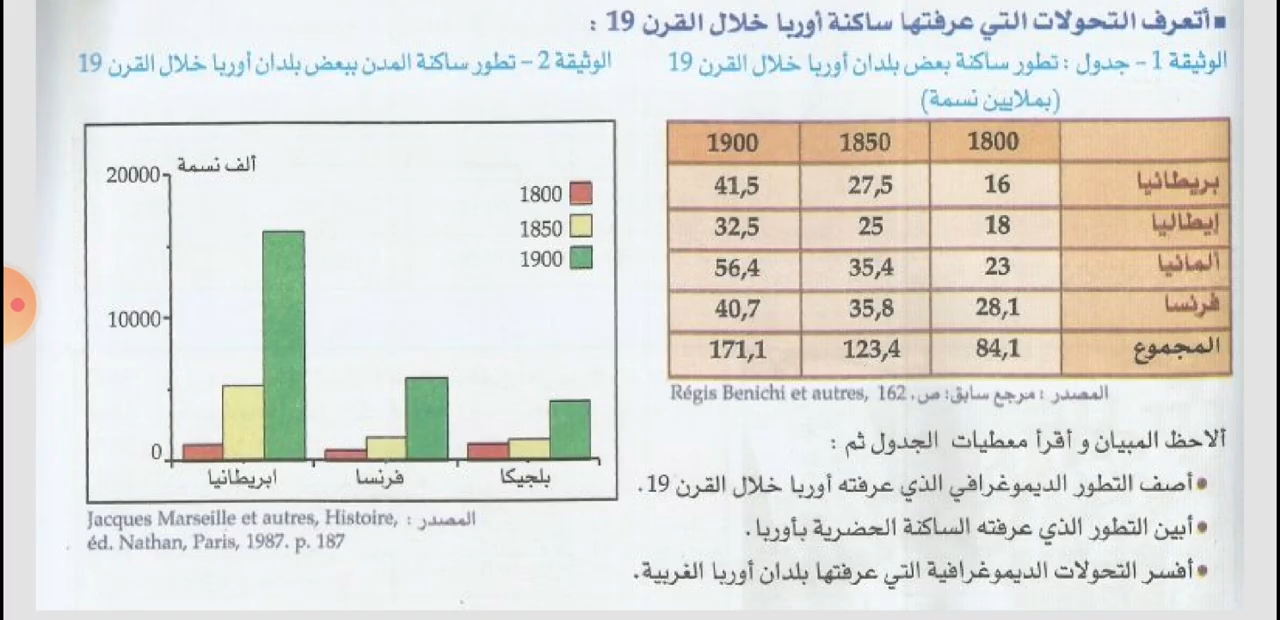 ■ أتعرف التحولات التي عرفتها ساكنة أوربا خلال القرن 19 :
الوثيقة 1 – جدول : تطور ساكنة بعض بلدان أوربا خلال القرن 19
(بملايين نسمة)
1800 1850 1900
بريطانيا 16 27,5 41,5
إيطاليا 18 25 32,5
ألمانيا 23 35,4 56,4
فرنسا 28,1 35,8 40,7
المجموع 84,1 123,4 171,1
المصدر : مرجع سابق: ص. 162 ,Régis Benichi et autres
الوثيقة 2 – تطور ساكنة المدن ببعض بلدان أوربا خلال القرن 19
ألف نسمة
20000
10000
0
1800
1850
1900
ابريطانيا فرنسا بلجيكا
المصدر : Jacques Marseille et autres, Histoire,
éd. Nathan, Paris, 1987. p. 187
ألاحظ المبيان و أقرأ معطيات الجدول ثم :
• أصف التطور الديموغرافي الذي عرفته أوربا خلال القرن 19.
• أبين التطور الذي عرفته الساكنة الحضرية بأوربا.
• أفسر التحولات الديموغرافية التي عرفتها بلدان أوربا الغربية.